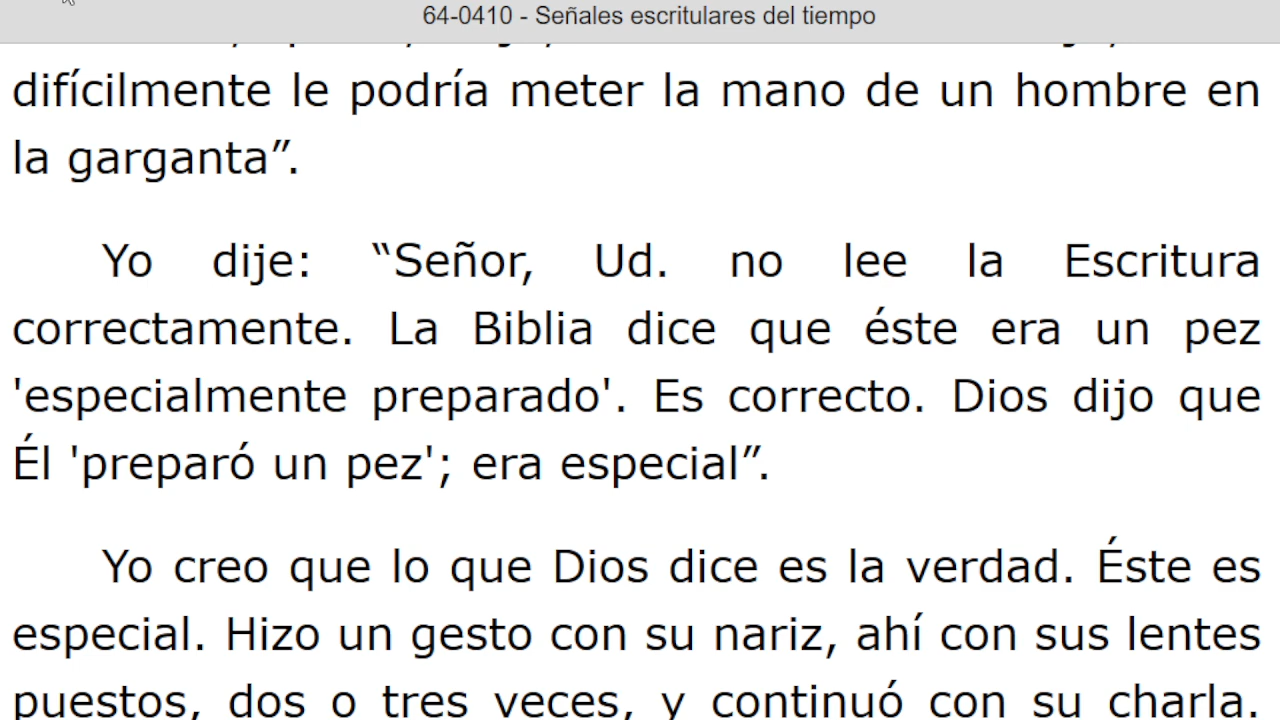 64-0410 - Señales escritulares del tiempo
difícilmente le podría meter la mano de un hombre en
la garganta”.
Yo dije: “Señor, Ud. no lee la Escritura
correctamente. La Biblia dice que éste era un pez
'especialmente preparado'. Es correcto. Dios dijo que
Él 'preparó un pez'; era especial”.
Yo creo que lo que Dios dice es la verdad. Éste es
especial. Hizo un gesto con su nariz, ahí con sus lentes
puestos, dos o tres veces, y continuó con su charla.